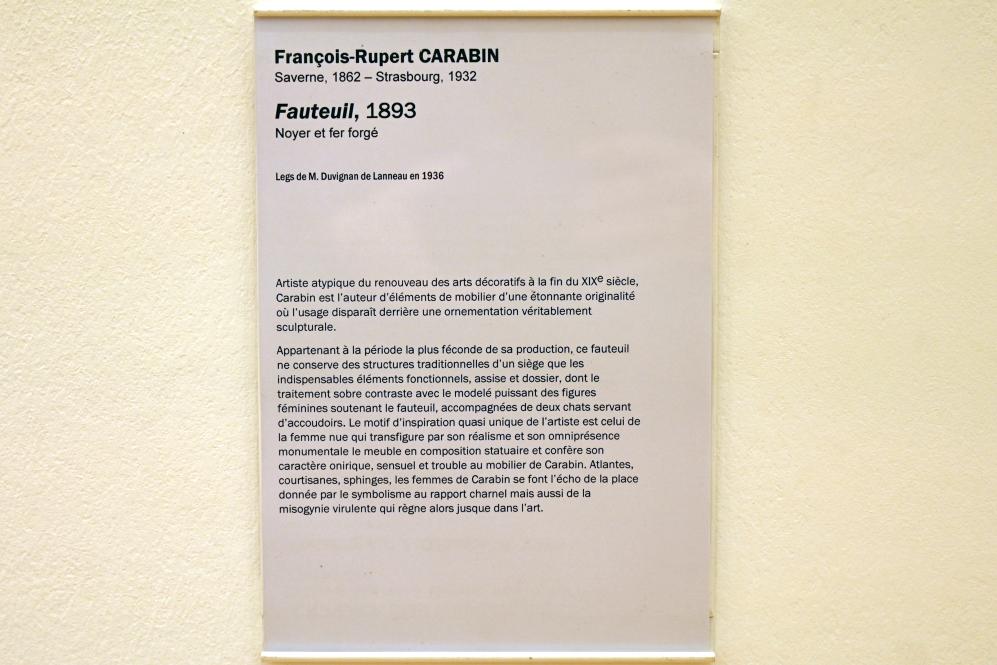 François-Rupert CARABIN
Saverne, 1862 – Strasbourg, 1932
Fauteuil, 1893
Noyer et fer forgé
Legs de M. Duvignan de Lanneau en 1936
Artiste atypique du renouveau des arts décoratifs à la fin du XIXe siècle,
Carabin est l'auteur d'éléments de mobilier d'une étonnante originalité
où l'usage disparaît derrière une ornementation véritablement
sculpturale.
Appartenant à la période la plus féconde de sa production, ce fauteuil
ne conserve des structures traditionnelles d'un siège que les
indispensables éléments fonctionnels, assise et dossier, dont le
traitement sobre contraste avec le modelé puissant des figures
féminines soutenant le fauteuil, accompagnées de deux chats servant
d'accoudoirs. Le motif d'inspiration quasi unique de l'artiste est celui de
la femme nue qui transfigure par son réalisme et son omniprésence
monumentale le meuble en composition statuaire et confère son
caractère onirique, sensuel et trouble au mobilier de Carabin. Atlantes,
courtisanes, sphinges, les femmes de Carabin se font l'écho de la place
donnée par le symbolisme au rapport charnel mais aussi de la
misogynie virulente qui règne alors jusque dans l'art.